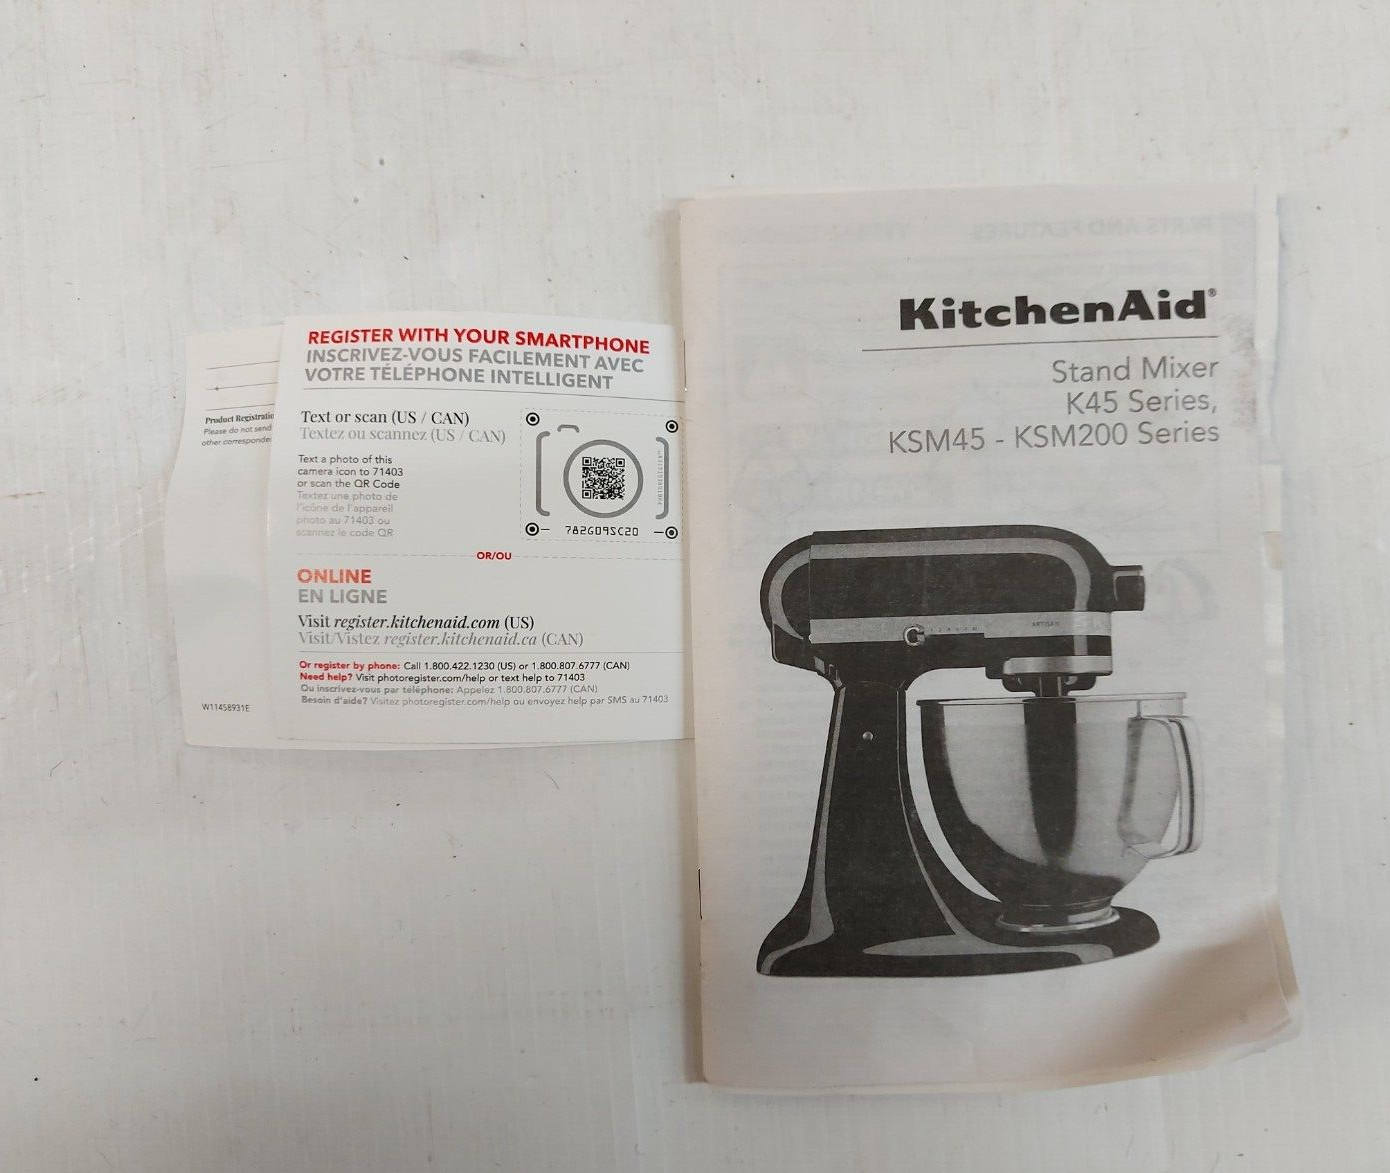 Product Registratio
Please do not send
other corresponde
W11458931E
REGISTER WITH YOUR SMARTPHONE
INSCRIVEZ-VOUS FACILEMENT AVEC
VOTRE TÉLÉPHONE INTELLIGENT
Text or scan (US / CAN)
Textez ou scannez (US / CAN)
Text a photo of this
camera icon to 71403
or scan the QR Code
Textez une photo de
l'icône de l'appareil
photo au 71403 ou
scannez le code QR
782G09SC20
OR/OU
ONLINE
EN LIGNE
Visit register.kitchenaid.com (US)
Visit/Vistez register.kitchenaid.ca (CAN)
Or register by phone: Call 1.800.422.1230 (US) or 1.800.807.6777 (CAN)
Need help? Visit photoregister.com/help or text help to 71403
Ou inscrivez-vous par téléphone: Appelez 1.800.807.6777 (CAN)
Besoin d'aide? Visitez photoregister.com/help ou envoyez help par SMS au 71403
PARTS AND FEATURES
KitchenAid®
Stand Mixer
K45 Series,
KSM45 - KSM200 Series
ARTISAN